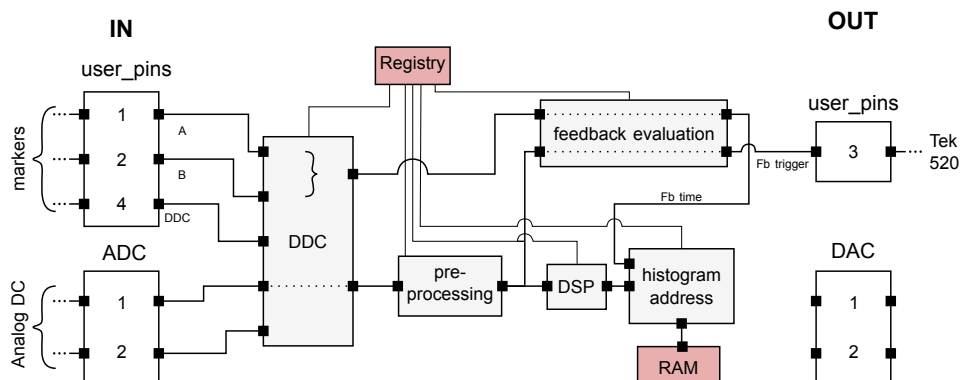 IN
OUT
user_pins
Registry
user_pins
markers
1
2
4
A
B
DDC
DDC
feedback evaluation
3
Tek
520
Fb trigger
Fb time
ADC
Analog DC
1
2
pre-
processing
DSP
histogram
address
RAM
DAC
1
2